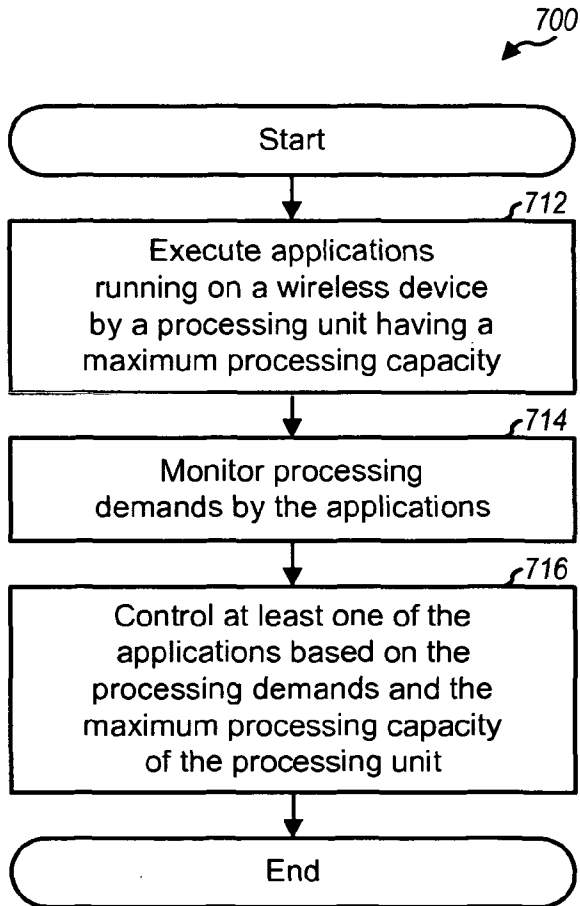 700
Start
712
Execute applications
running on a wireless device
by a processing unit having a
maximum processing capacity
714
Monitor processing
demands by the applications
716
Control at least one of the
applications based on the
processing demands and the
maximum processing capacity
of the processing unit
End